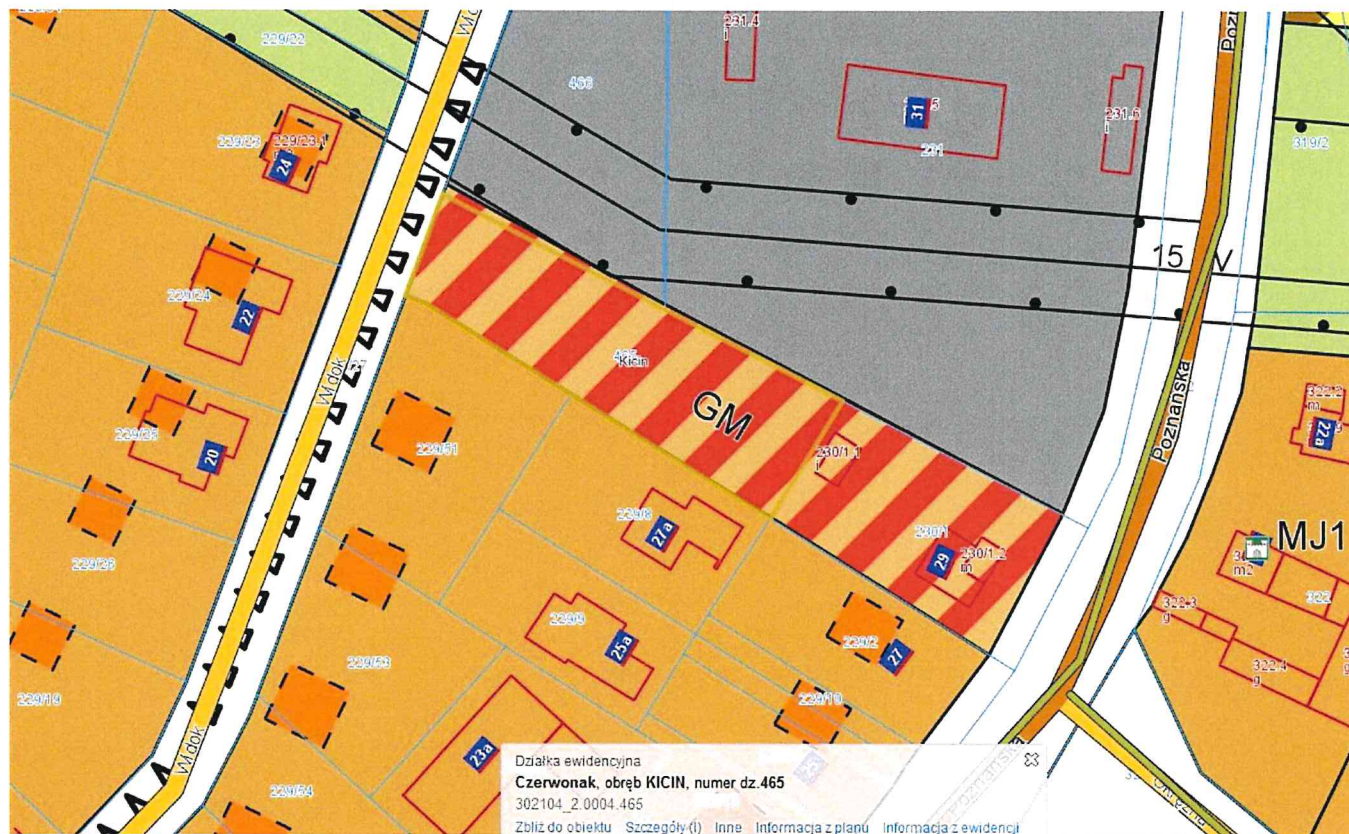 229/22
466
231.4
i
31
231
231.6
i
319/2
229/23
229/23.1
24
15
V
229/24
22
Widok
Kicin
GM
Poznańska
229/25
20
229/51
230/1.1
i
322.2
m
22a
229/8
27a
230/1
29
230/1.2
m
MJ1
m2
322
229/26
229/9
25a
229/2
27
322.3
g
322.4
g
229/19
229/53
229/10
23a
Widok
229/54
Działka ewidencyjna
Czerwonak, obręb KICIN, numer dz.465
302104_2.0004.465
Zbliż do obiektu Szczegóły(i) Inne Informacja z planu Informacja z ewidencji